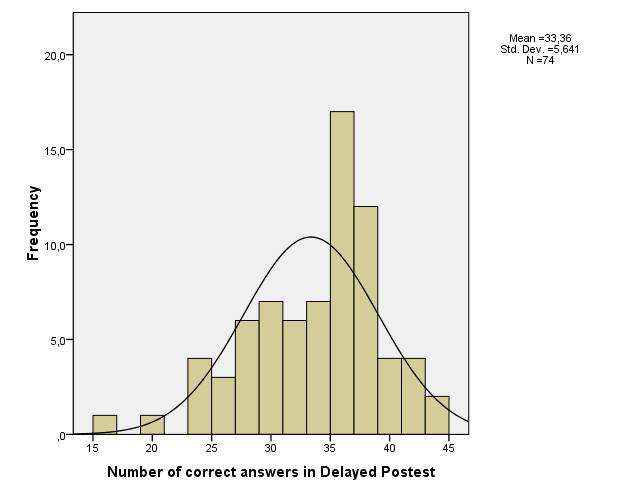 Mean =33,36
Std. Dev. =5,641
N =74
20,0
15,0
10,0
5,0
,0
Frequency
15 20 25 30 35 40 45
Number of correct answers in Delayed Postest